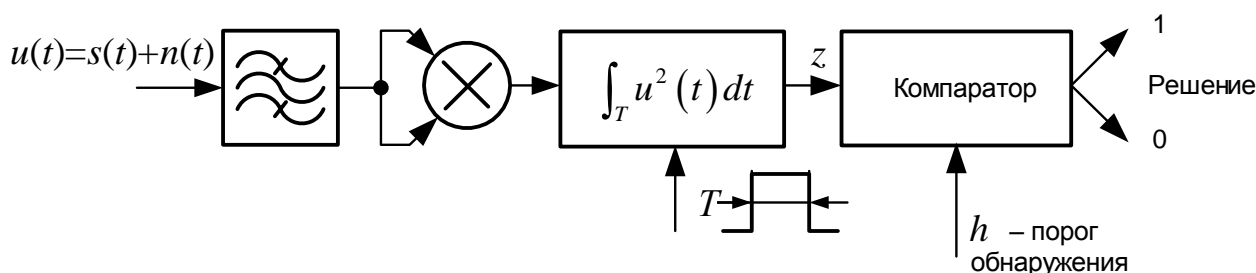 u(t)=s(t)+n(t)
∫_T u²(t)dt
z
Компаратор
1
Решение
0
T
h – порог
обнаружения